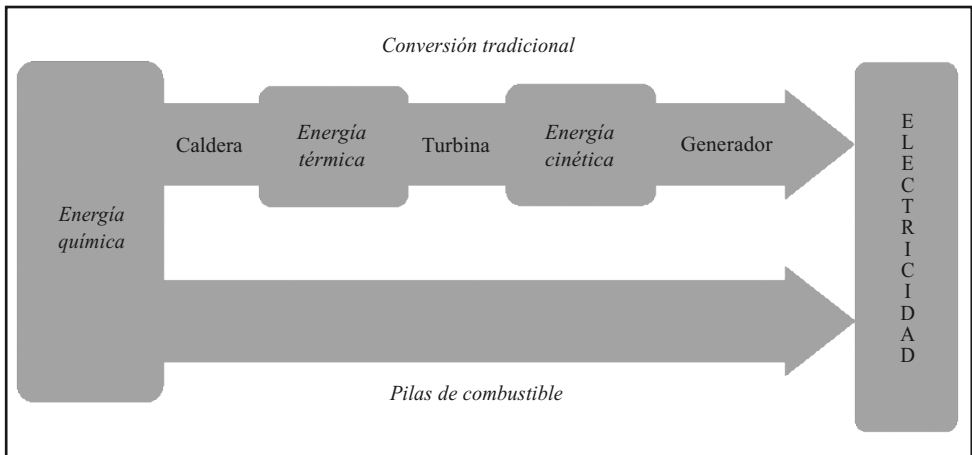 Conversión tradicional
Energía
química
Caldera
Energía
térmica
Turbina
Energía
cinética
Generador
Pilas de combustible
E
L
E
C
T
R
I
C
I
D
A
D